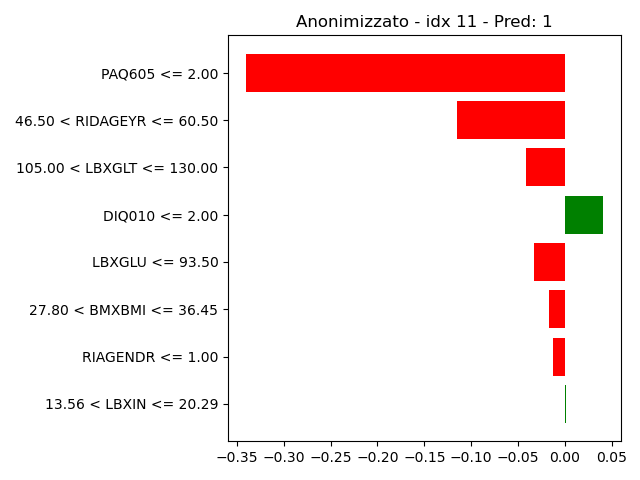 Anonimizzato - idx 11 - Pred: 1
PAQ605 <= 2.00
46.50 < RIDAGEYR <= 60.50
105.00 < LBXGLT <= 130.00
DIQ010 <= 2.00
LBXGLU <= 93.50
27.80 < BMXBMI <= 36.45
RIAGENDR <= 1.00
13.56 < LBXIN <= 20.29
−0.35 −0.30 −0.25 −0.20 −0.15 −0.10 −0.05 0.00 0.05